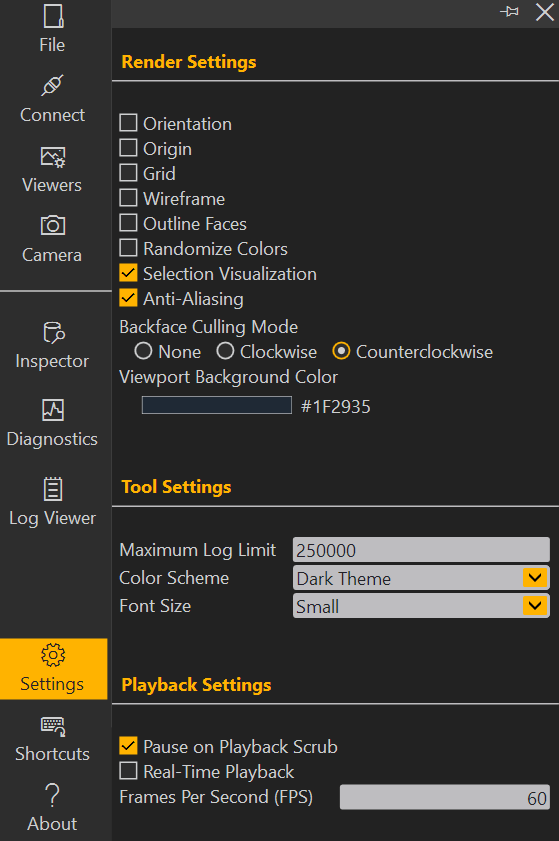 File
Connect
Viewers
Camera
Inspector
Diagnostics
Log Viewer
Settings
Shortcuts
About
Render Settings
Orientation
Origin
Grid
Wireframe
Outline Faces
Randomize Colors
Selection Visualization
Anti-Aliasing
Backface Culling Mode
None Clockwise Counterclockwise
Viewport Background Color
#1F2935
Tool Settings
Maximum Log Limit 250000
Color Scheme Dark Theme
Font Size Small
Playback Settings
Pause on Playback Scrub
Real-Time Playback
Frames Per Second (FPS) 60